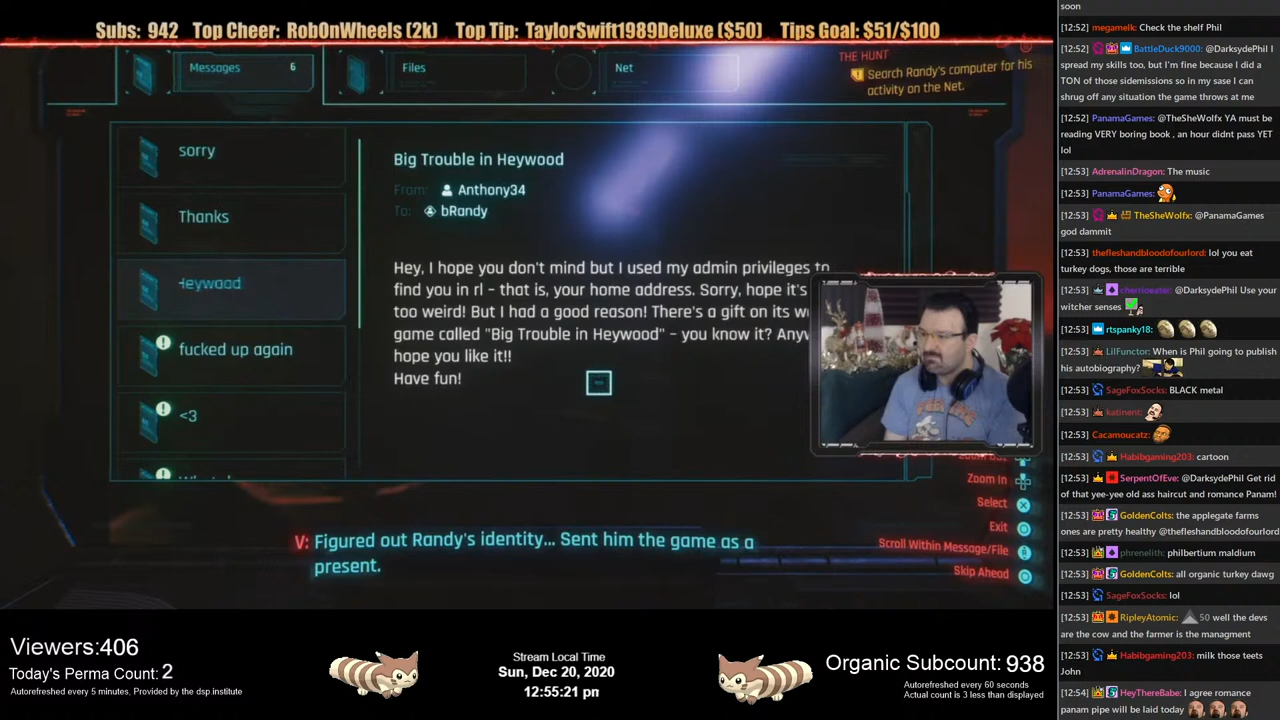 Subs: 942 Top Cheer: RobOnWheels (2k) Top Tip: TaylorSwift1989Deluxe ($50) Tips Goal: $51/$100
Messages 6
Files
Net
THE HUNT
Search Randy's computer for his
activity on the Net.
sorry
Thanks
Heywood
fucked up again
<3
Big Trouble in Heywood
From: Anthony34
To: bRandy
Hey, I hope you don't mind but I used my admin privileges to
find you in rl - that is, your home address. Sorry, hope it's
too weird! But I had a good reason! There's a gift on its
game called "Big Trouble in Heywood" - you know it?
hope you like it!!
Have fun!
Zoom Out
Zoom In
Select
Exit
Scroll Within Message/File
Skip Ahead
V: Figured out Randy's identity... Sent him the game as a
present.
Viewers:406
Today's Perma Count: 2
Autorefreshed every 5 minutes, Provided by the dsp institute
Stream Local Time
Sun, Dec 20, 2020
12:55:21 pm
Organic Subcount: 938
Autorefreshed every 60 seconds
Actual count is 3 less than displayed
soon
[12:52] megamelk: Check the shelf Phil
[12:52] BattleDuck9000: @DarksydePhil I
spread my skills too, but I'm fine because I did a
TON of those sidemissions so in my sase I can
shrug off any situation the game throws at me
[12:52] PanamaGames: @TheSheWolfx YA must be
reading VERY boring book , an hour didnt pass YET
lol
[12:53] AdrenalinDragon: The music
[12:53] PanamaGames:
[12:53] TheSheWolfx: @PanamaGames
god dammit
[12:53] thefleshandbloodofourlord: lol you eat
turkey dogs, those are terrible
[12:53] cherrioeater: @DarksydePhil Use your
witcher senses
[12:53] rtspanky18:
[12:53] LilFunctor: When is Phil going to publish
his autobiography?
[12:53] SageFoxSocks: BLACK metal
[12:53] katinent:
[12:53] Cacamoucatz:
[12:53] Habibgaming203: cartoon
[12:53] SerpentOfEve: @DarksydePhil Get rid
of that yee-yee old ass haircut and romance Panam!
[12:53] GoldenColts: the applegate farms
ones are pretty healthy @thefleshandbloodofourlord
[12:53] phrenelith: philbertium maldium
[12:53] GoldenColts: all organic turkey dawg
[12:53] SageFoxSocks: lol
[12:53] RipleyAtomic: 50 well the devs
are the cow and the farmer is the managment
[12:53] Habibgaming203: milk those teets
John
[12:54] HeyThereBabe: I agree romance
panam pipe will be laid today